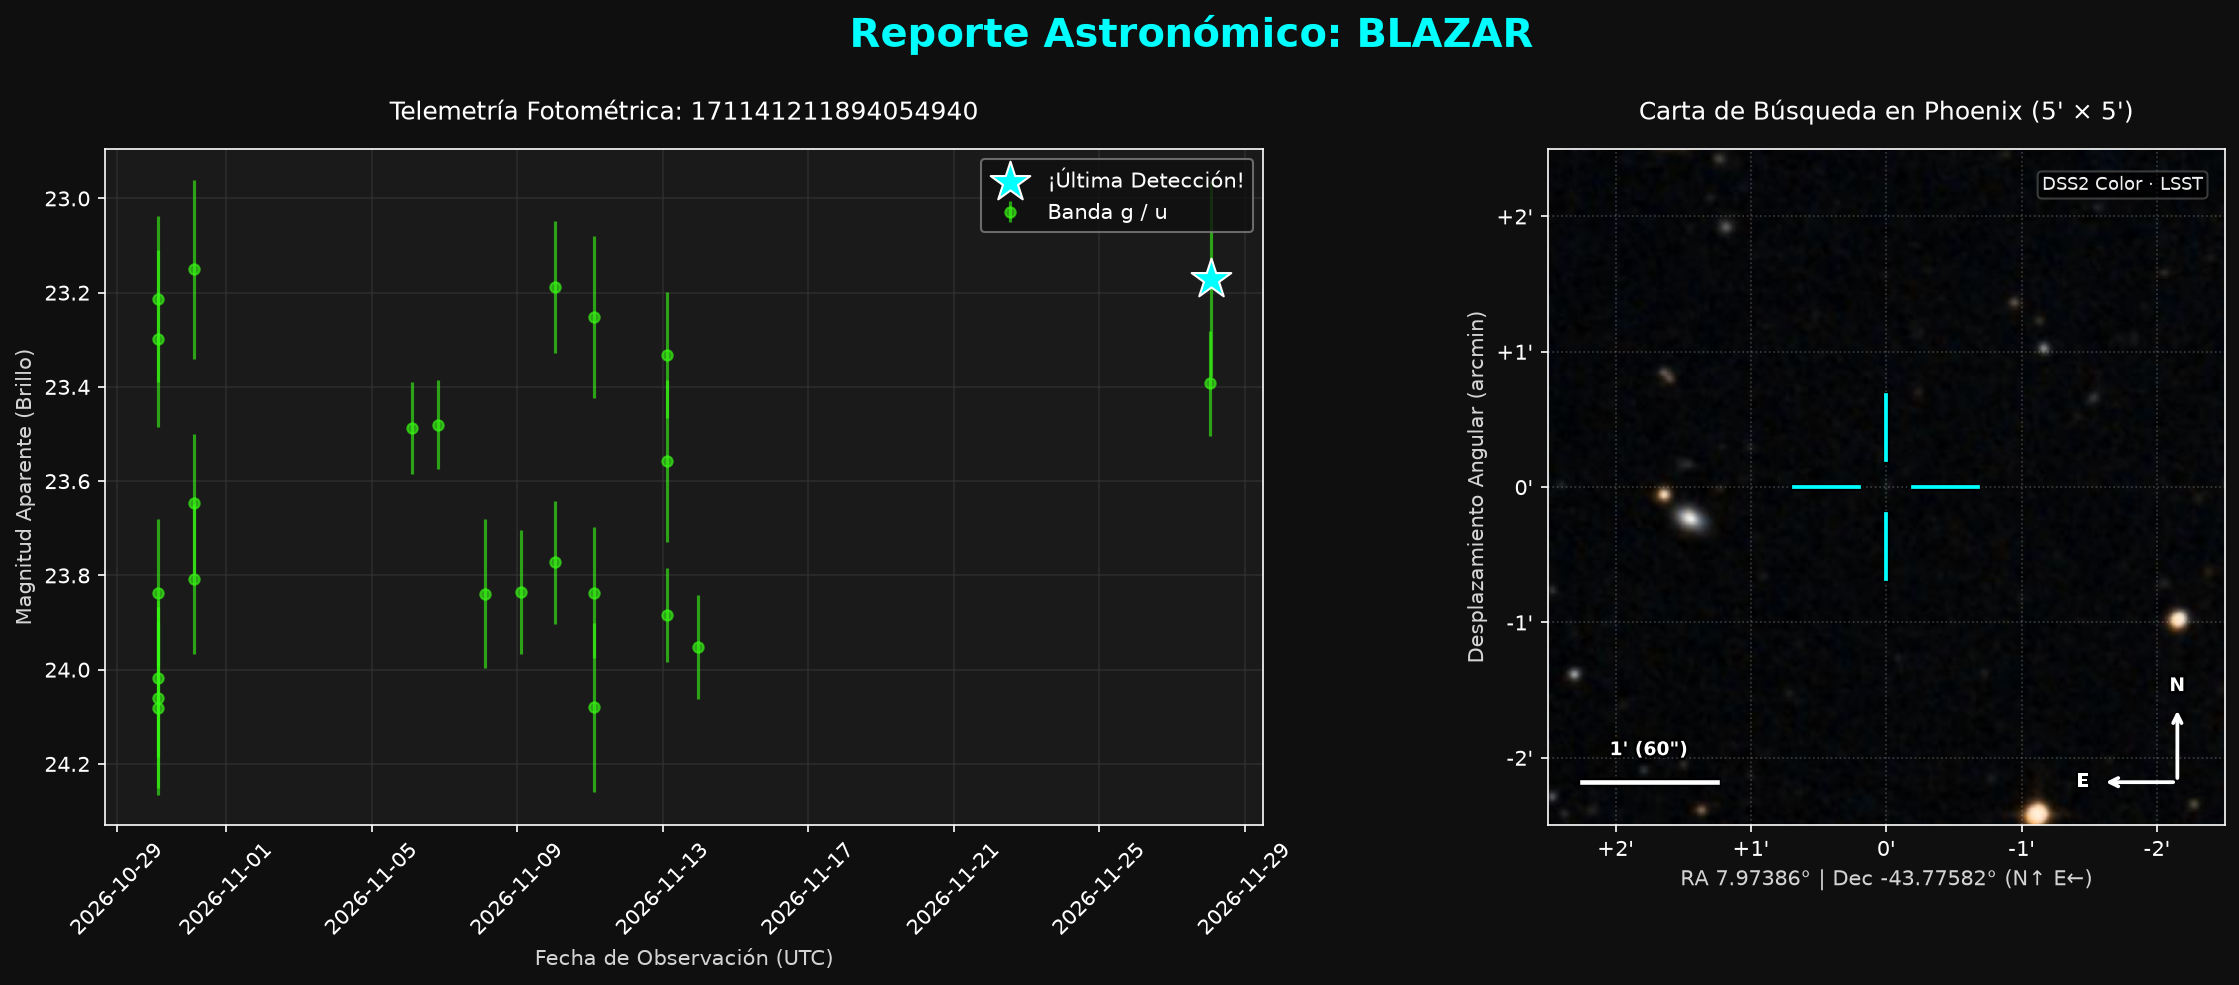 Reporte Astronómico: BLAZAR
Telemetría Fotométrica: 171141211894054940
¡Última Detección!
Banda g / u
Magnitud Aparente (Brillo)
23.0
23.2
23.4
23.6
23.8
24.0
24.2
2026-10-29
2026-11-01
2026-11-05
2026-11-09
2026-11-13
2026-11-17
2026-11-21
2026-11-25
2026-11-29
Fecha de Observación (UTC)
Carta de Búsqueda en Phoenix (5' × 5')
DSS2 Color · LSST
Desplazamiento Angular (arcmin)
+2'
+1'
0'
-1'
-2'
N
E
1' (60")
+2'
+1'
0'
-1'
-2'
RA 7.97386° | Dec -43.77582° (N↑ E←)